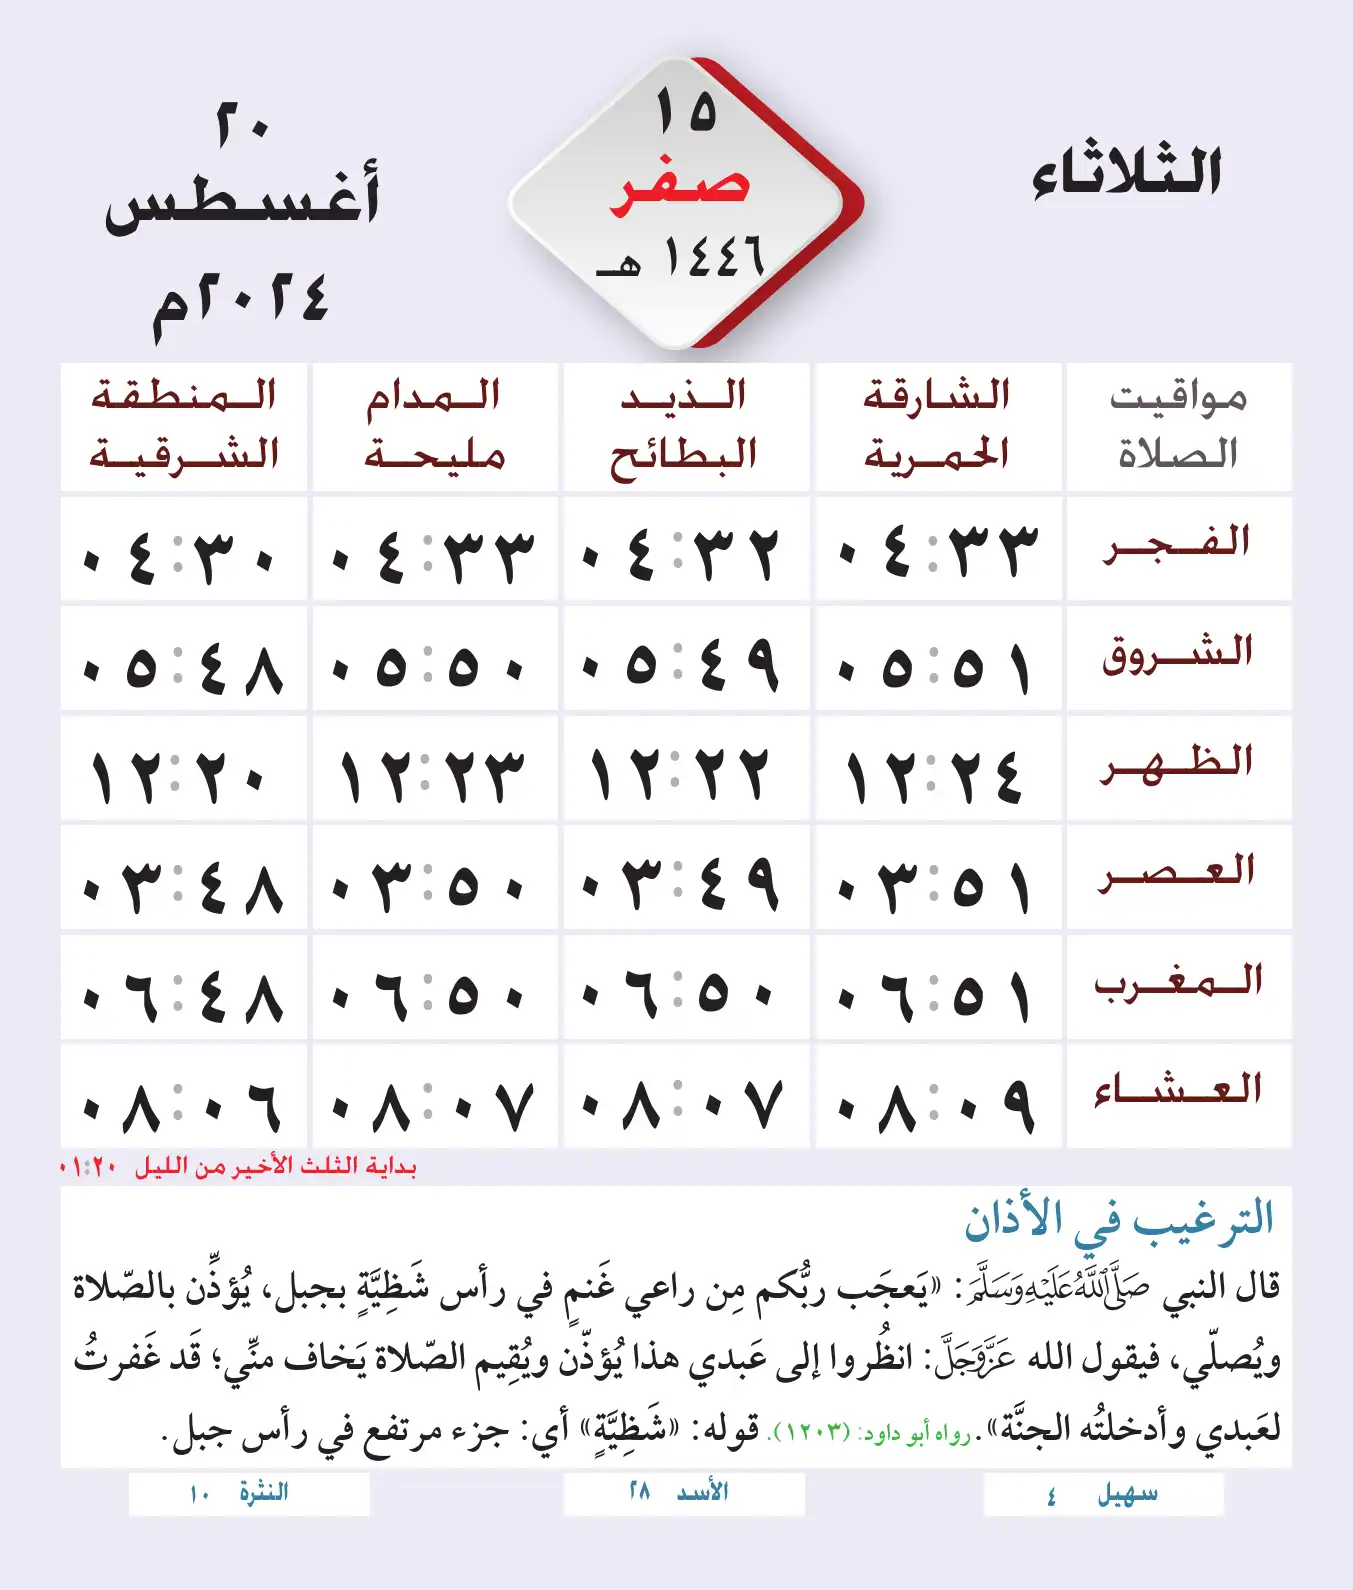 الثلاثاء
١٥
صفر
١٤٤٦ هـ
٢٠
أغسطس
٢٠٢٤م
مواقيت الصلاة
الشارقة الحمرية
الذيد البطائح
المدام مليحة
المنطقة الشرقية
الفجر ٠٤:٣٣ ٠٤:٣٢ ٠٤:٣٣ ٠٤:٣٠
الشروق ٠٥:٥١ ٠٥:٤٩ ٠٥:٥٠ ٠٥:٤٨
الظهر ١٢:٢٤ ١٢:٢٢ ١٢:٢٣ ١٢:٢٠
العصر ٠٣:٥١ ٠٣:٤٩ ٠٣:٥٠ ٠٣:٤٨
المغرب ٠٦:٥١ ٠٦:٥٠ ٠٦:٥٠ ٠٦:٤٨
العشاء ٠٨:٠٩ ٠٨:٠٧ ٠٨:٠٧ ٠٨:٠٦
بداية الثلث الأخير من الليل ٠١:٢٠
الترغيب في الأذان
قال النبي صَلَّى اللَّهُ عَلَيْهِ وَسَلَّمَ: «يَعجَب ربُّكم مِن راعي غَنمٍ في رأس شَظِيَّةٍ بجبل، يُؤذِّن بالصّلاة
ويُصلّي، فيقول الله عَزَّوَجَلَّ: انظُروا إلى عَبدي هذا يُؤذّن ويُقِيم الصّلاة يَخاف منِّي؛ قَد غَفرتُ
لعَبدي وأدخلتُه الجنَّة». رواه أبو داود: (١٢٠٣). قوله: «شَظِيَّةٍ» أي: جزء مرتفع في رأس جبل.
سهيل ٤
الأسد ٢٨
النثرة ١٠